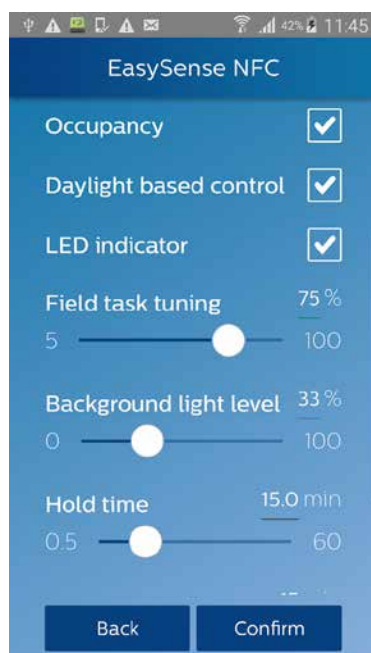 42% 11:45
EasySense NFC
Occupancy
Daylight based control
LED indicator
Field task tuning 75 %
5 100
Background light level 33 %
0 100
Hold time 15.0 min
0.5 60
Back Confirm